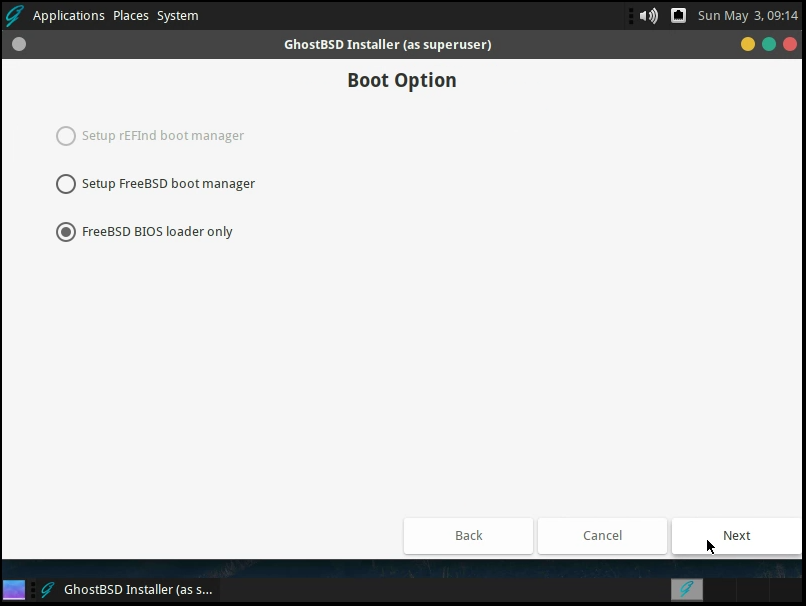 Applications Places System
Sun May 3, 09:14
GhostBSD Installer (as superuser)
Boot Option
Setup rEFInd boot manager
Setup FreeBSD boot manager
FreeBSD BIOS loader only
Back Cancel Next
GhostBSD Installer (as s...